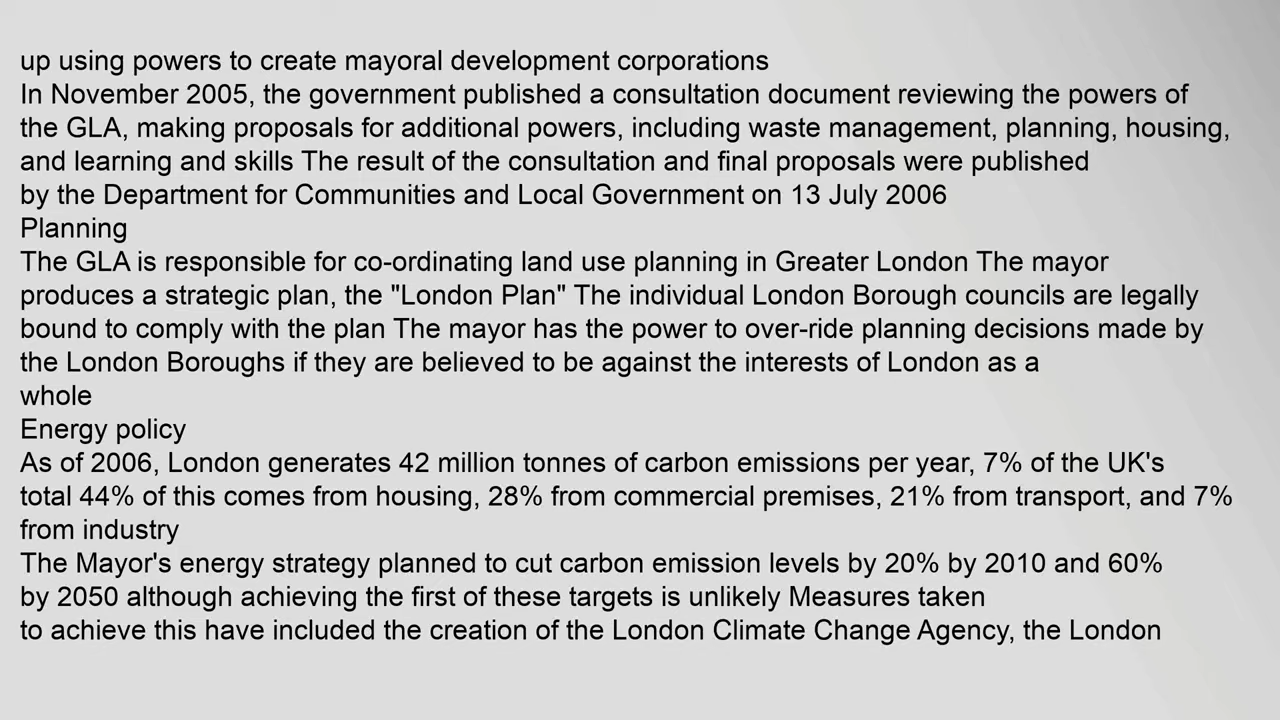 up using powers to create mayoral development corporations
In November 2005, the government published a consultation document reviewing the powers of
the GLA, making proposals for additional powers, including waste management, planning, housing,
and learning and skills The result of the consultation and final proposals were published
by the Department for Communities and Local Government on 13 July 2006
Planning
The GLA is responsible for co-ordinating land use planning in Greater London The mayor
produces a strategic plan, the "London Plan" The individual London Borough councils are legally
bound to comply with the plan The mayor has the power to over-ride planning decisions made by
the London Boroughs if they are believed to be against the interests of London as a
whole
Energy policy
As of 2006, London generates 42 million tonnes of carbon emissions per year, 7% of the UK's
total 44% of this comes from housing, 28% from commercial premises, 21% from transport, and 7%
from industry
The Mayor's energy strategy planned to cut carbon emission levels by 20% by 2010 and 60%
by 2050 although achieving the first of these targets is unlikely Measures taken
to achieve this have included the creation of the London Climate Change Agency, the London